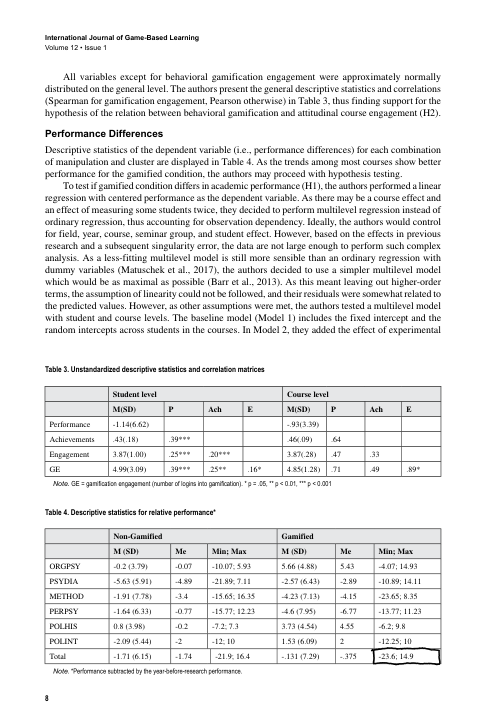 International Journal of Game-Based Learning
Volume 12 • Issue 1
All variables except for behavioral gamification engagement were approximately normally
distributed on the general level. The authors present the general descriptive statistics and correlations
(Spearman for gamification engagement, Pearson otherwise) in Table 3, thus finding support for the
hypothesis of the relation between behavioral gamification and attitudinal course engagement (H2).
Performance Differences
Descriptive statistics of the dependent variable (i.e., performance differences) for each combination
of manipulation and cluster are displayed in Table 4. As the trends among most courses show better
performance for the gamified condition, the authors may proceed with hypothesis testing.
To test if gamified condition differs in academic performance (H1), the authors performed a linear
regression with centered performance as the dependent variable. As there may be a course effect and
an effect of measuring some students twice, they decided to perform multilevel regression instead of
ordinary regression, thus accounting for observation dependency. Ideally, the authors would control
for field, year, course, seminar group, and student effect. However, based on the effects in previous
research and a subsequent singularity error, the data are not large enough to perform such complex
analysis. As a less-fitting multilevel model is still more sensible than an ordinary regression with
dummy variables (Matuschek et al., 2017), the authors decided to use a simpler multilevel model
which would be as maximal as possible (Barr et al., 2013). As this meant leaving out higher-order
terms, the assumption of linearity could not be followed, and their residuals were somewhat related to
the predicted values. However, as other assumptions were met, the authors tested a multilevel model
with student and course levels. The baseline model (Model 1) includes the fixed intercept and the
random intercepts across students in the courses. In Model 2, they added the effect of experimental
Table 3. Unstandardized descriptive statistics and correlation matrices
Student level Course level
M(SD) P Ach E M(SD) P Ach E
Performance -1.14(6.62) -.93(3.39)
Achievements .43(.18) .39*** .46(.09) .64
Engagement 3.87(1.00) .25*** .20*** 3.87(.28) .47 .33
GE 4.99(3.09) .39*** .25** .16* 4.85(1.28) .71 .49 .89*
Note. GE = gamification engagement (number of logins into gamification). * p = .05, ** p < 0.01, *** p < 0.001
Table 4. Descriptive statistics for relative performance*
Non-Gamified Gamified
M (SD) Me Min; Max M (SD) Me Min; Max
ORGPSY -0.2 (3.79) -0.07 -10.07; 5.93 5.66 (4.88) 5.43 -4.07; 14.93
PSYDIA -5.63 (5.91) -4.89 -21.89; 7.11 -2.57 (6.43) -2.89 -10.89; 14.11
METHOD -1.91 (7.78) -3.4 -15.65; 16.35 -4.23 (7.13) -4.15 -23.65; 8.35
PERPSY -1.64 (6.33) -0.77 -15.77; 12.23 -4.6 (7.95) -6.77 -13.77; 11.23
POLHIS 0.8 (3.98) -0.2 -7.2; 7.3 3.73 (4.54) 4.55 -6.2; 9.8
POLINT -2.09 (5.44) -2 -12; 10 1.53 (6.09) 2 -12.25; 10
Total -1.71 (6.15) -1.74 -21.9; 16.4 -.131 (7.29) -.375 -23.6; 14.9
Note. *Performance subtracted by the year-before-research performance.
8